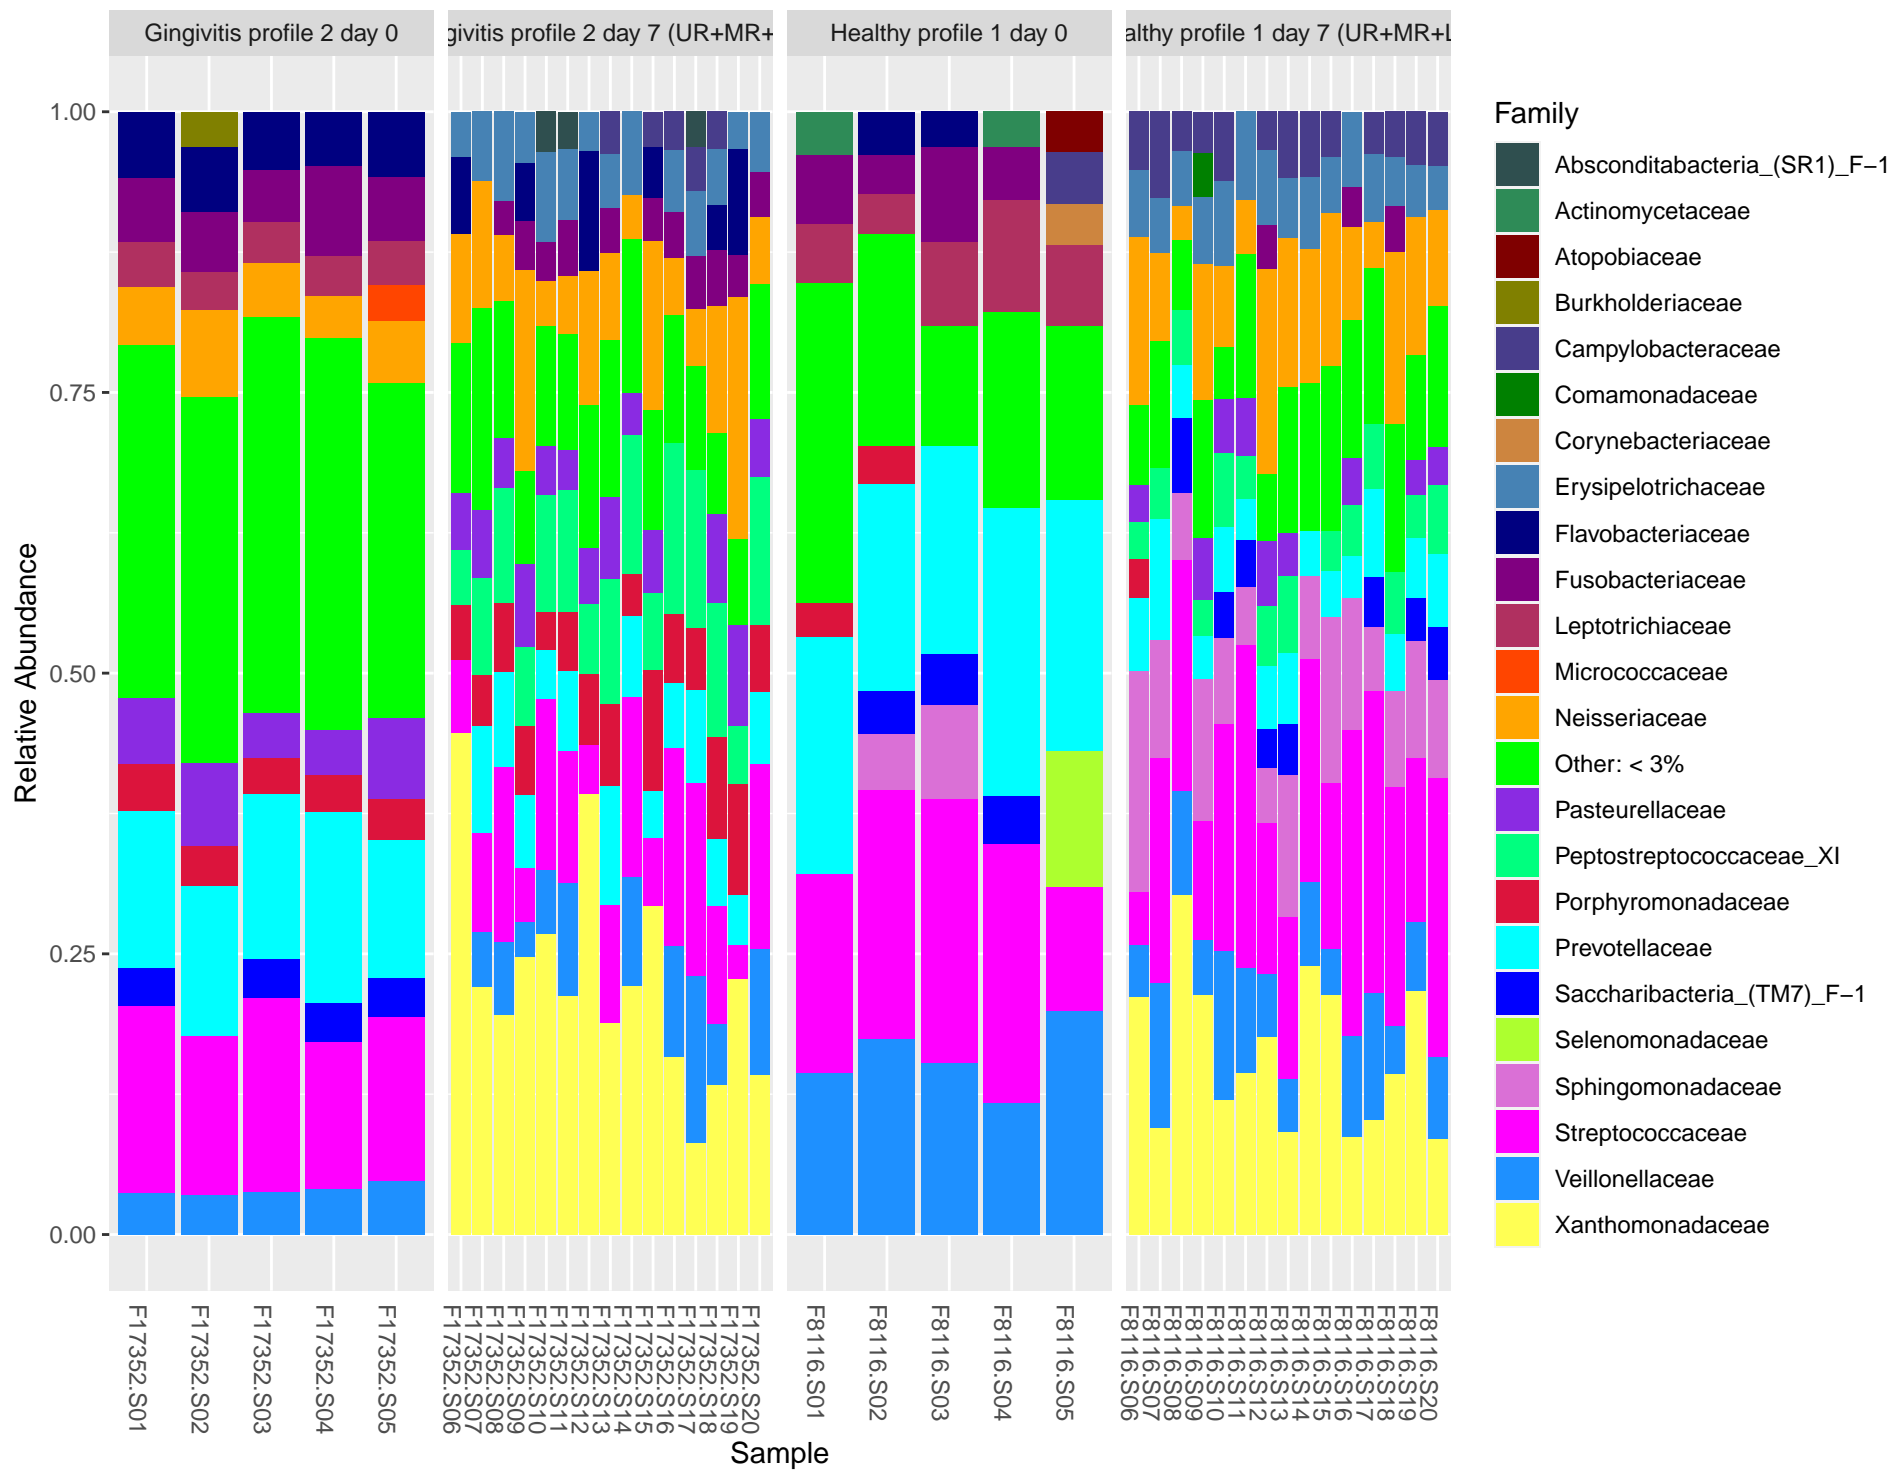 Gingivitis profile 2 day 0
givitis profile 2 day 7 (UR+MR+
Healthy profile 1 day 0
althy profile 1 day 7 (UR+MR+L
1.00
0.75
0.50
0.25
0.00
Relative Abundance
F17352.S01
F17352.S02
F17352.S03
F17352.S04
F17352.S05
F17352.S06
F17352.S07
F17352.S08
F17352.S09
F17352.S10
F17352.S11
F17352.S12
F17352.S13
F17352.S14
F17352.S15
F17352.S16
F17352.S17
F17352.S18
F17352.S19
F17352.S20
F8116.S01
F8116.S02
F8116.S03
F8116.S04
F8116.S05
F8116.S06
F8116.S07
F8116.S08
F8116.S09
F8116.S10
F8116.S11
F8116.S12
F8116.S13
F8116.S14
F8116.S15
F8116.S16
F8116.S17
F8116.S18
F8116.S19
F8116.S20
Sample
Family
Absconditabacteria_(SR1)_F−1
Actinomycetaceae
Atopobiaceae
Burkholderiaceae
Campylobacteraceae
Comamonadaceae
Corynebacteriaceae
Erysipelotrichaceae
Flavobacteriaceae
Fusobacteriaceae
Leptotrichiaceae
Micrococcaceae
Neisseriaceae
Other: < 3%
Pasteurellaceae
Peptostreptococcaceae_XI
Porphyromonadaceae
Prevotellaceae
Saccharibacteria_(TM7)_F−1
Selenomonadaceae
Sphingomonadaceae
Streptococcaceae
Veillonellaceae
Xanthomonadaceae